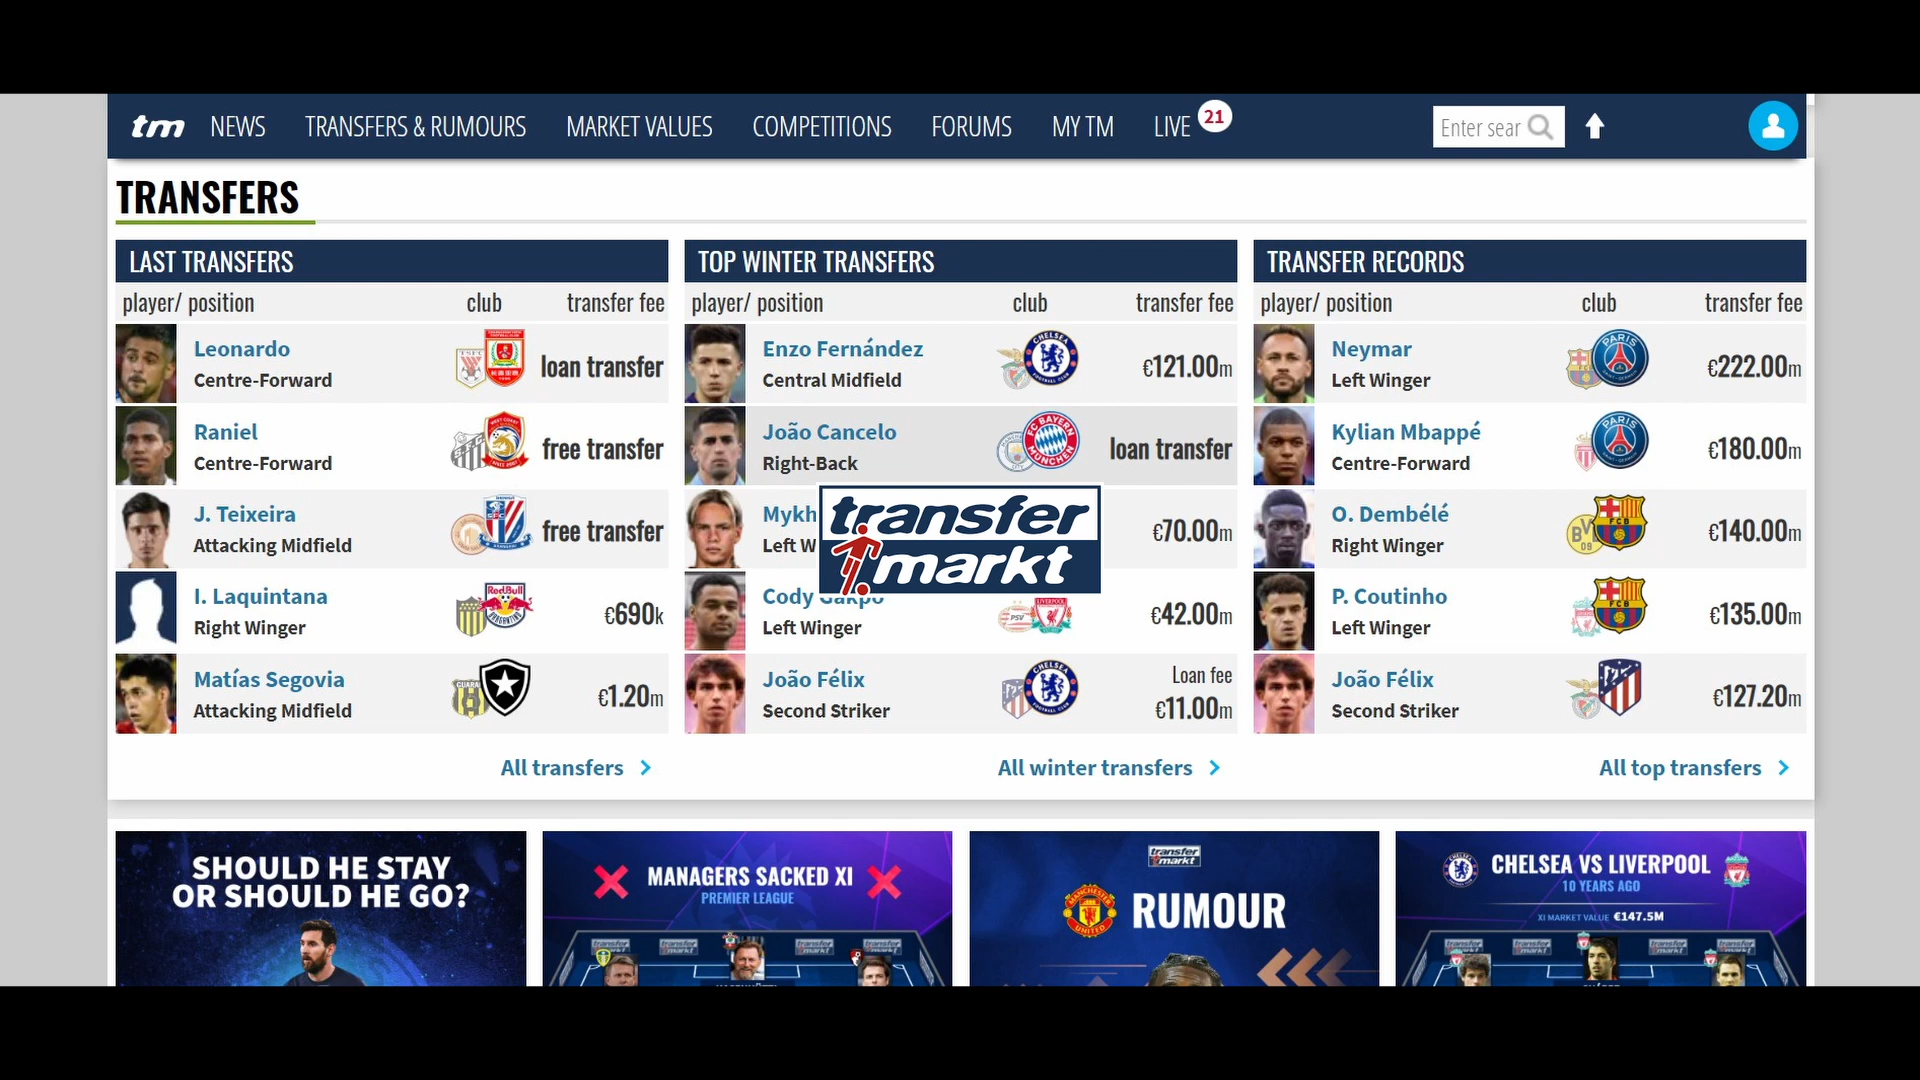 tm NEWS TRANSFERS & RUMOURS MARKET VALUES COMPETITIONS FORUMS MY TM LIVE 21 Enter sear
TRANSFERS
LAST TRANSFERS
player/ position club transfer fee
Leonardo
Centre-Forward
loan transfer
Raniel
Centre-Forward
free transfer
J. Teixeira
Attacking Midfield
free transfer
I. Laquintana
Right Winger
€690k
Matías Segovia
Attacking Midfield
€1.20m
All transfers
TOP WINTER TRANSFERS
player/ position club transfer fee
Enzo Fernández
Central Midfield
€121.00m
João Cancelo
Right-Back
loan transfer
Mykh
Left W
€70.00m
transfer
markt
Cody Gakpo
Left Winger
€42.00m
João Félix
Second Striker
Loan fee
€11.00m
All winter transfers
TRANSFER RECORDS
player/ position club transfer fee
Neymar
Left Winger
€222.00m
Kylian Mbappé
Centre-Forward
€180.00m
O. Dembélé
Right Winger
€140.00m
P. Coutinho
Left Winger
€135.00m
João Félix
Second Striker
€127.20m
All top transfers
SHOULD HE STAY
OR SHOULD HE GO?
MANAGERS SACKED XI
PREMIER LEAGUE
transfer
markt
RUMOUR
CHELSEA VS LIVERPOOL
10 YEARS AGO
XI MARKET VALUE €147.5M